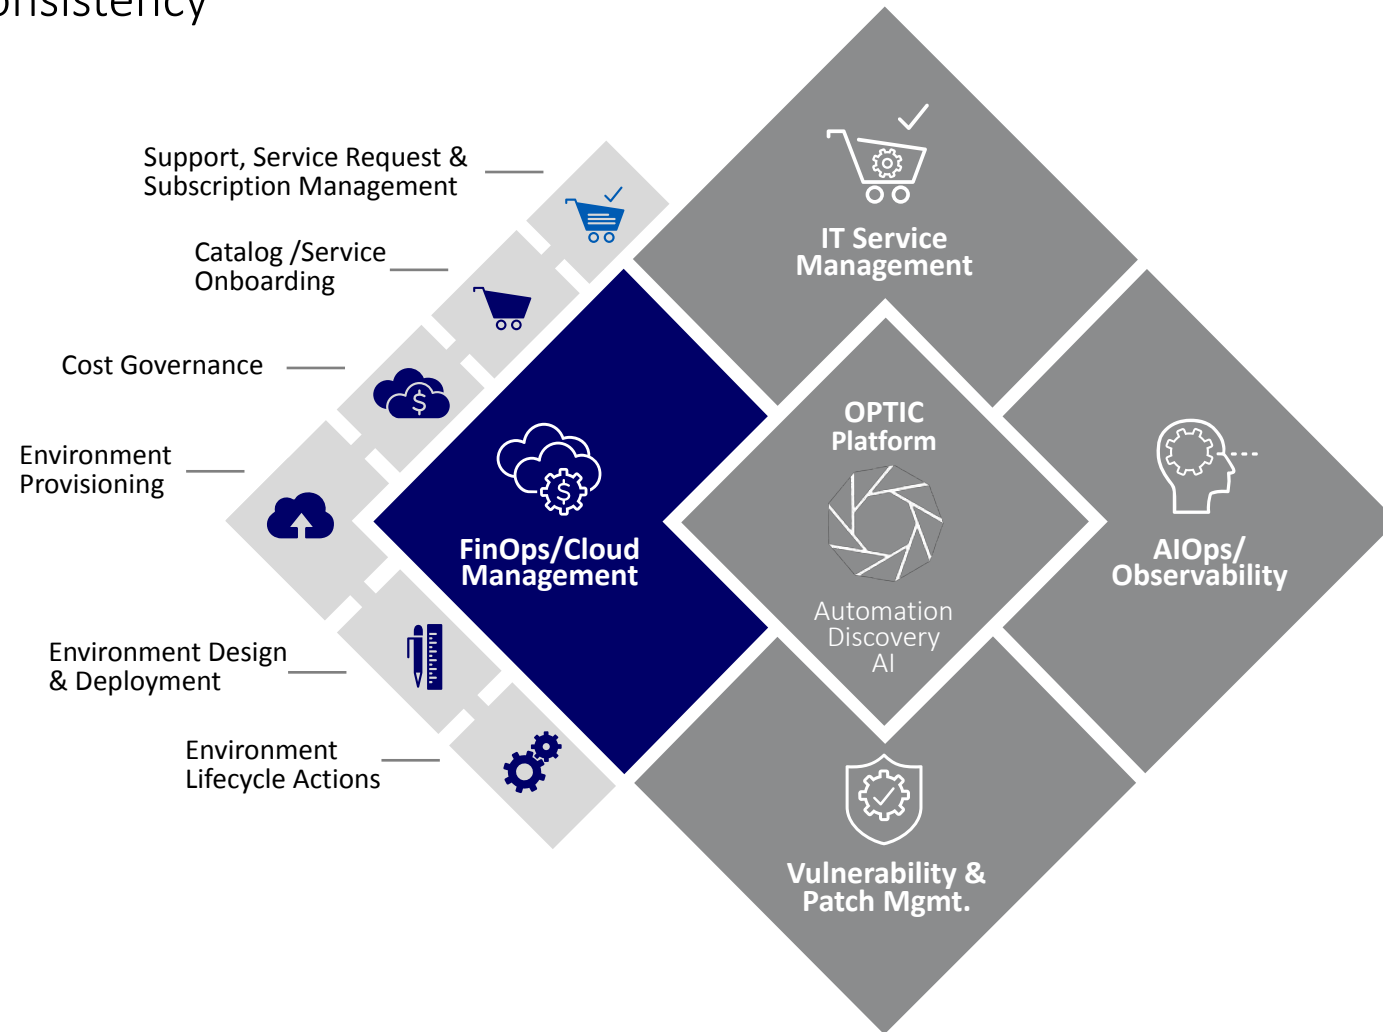 Support, Service Request &
Subscription Management
Catalog /Service
Onboarding
Cost Governance
Environment
Provisioning
Environment Design
& Deployment
Environment
Lifecycle Actions
IT Service
Management
FinOps/Cloud
Management
OPTIC
Platform
Automation
Discovery
AI
AIOps/
Observability
Vulnerability &
Patch Mgmt.